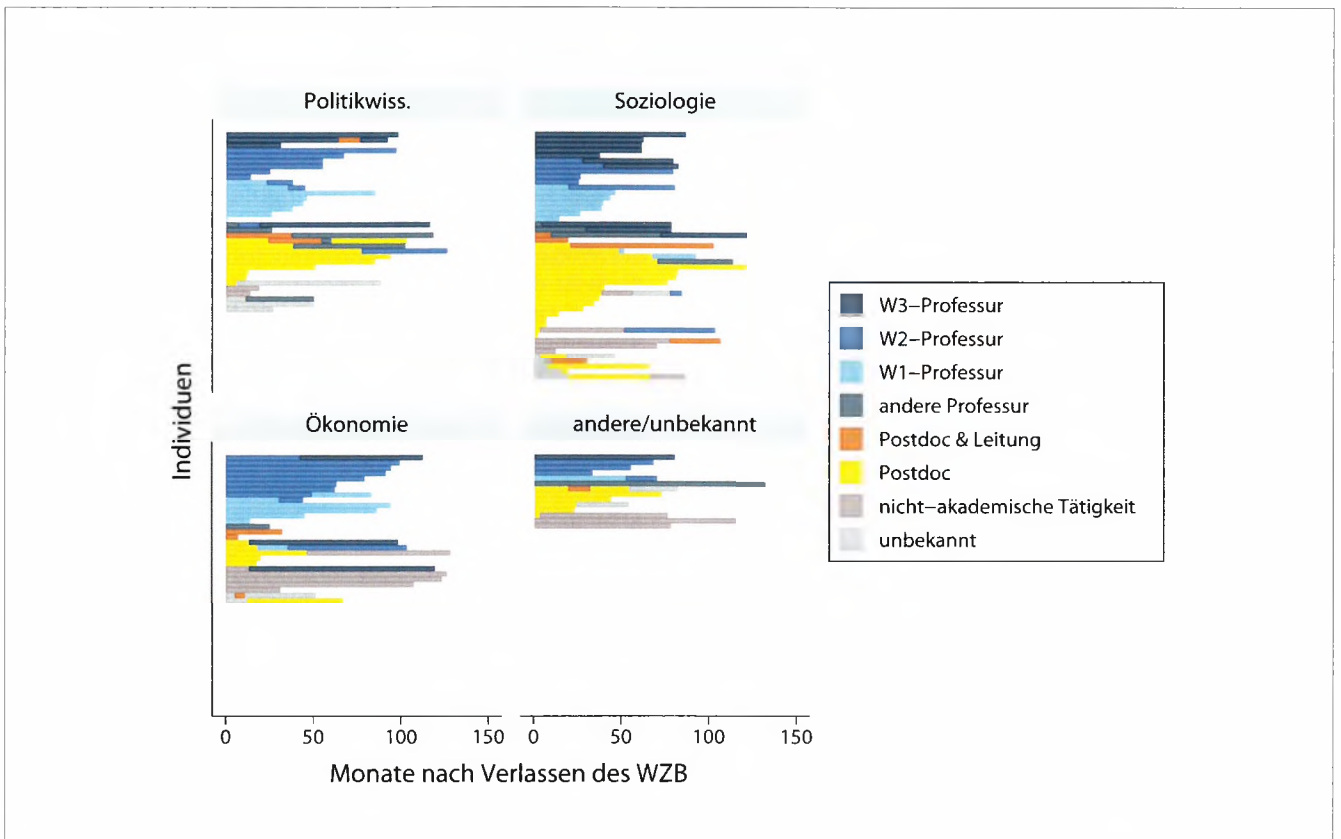 Politikwiss.
Soziologie
Ökonomie
andere/unbekannt
Individuen
0 50 100 150
0 50 100 150
Monate nach Verlassen des WZB
W3–Professur
W2–Professur
W1–Professur
andere Professur
Postdoc & Leitung
Postdoc
nicht–akademische Tätigkeit
unbekannt